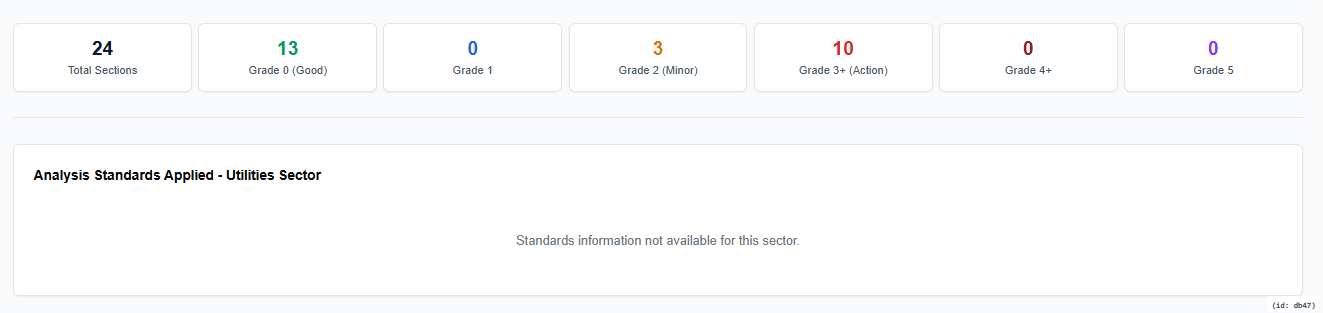 24 13 0 3 10 0 0
Total Sections Grade 0 (Good) Grade 1 Grade 2 (Minor) Grade 3+ (Action) Grade 4+ Grade 5
Analysis Standards Applied - Utilities Sector
Standards information not available for this sector.
(id: db47)